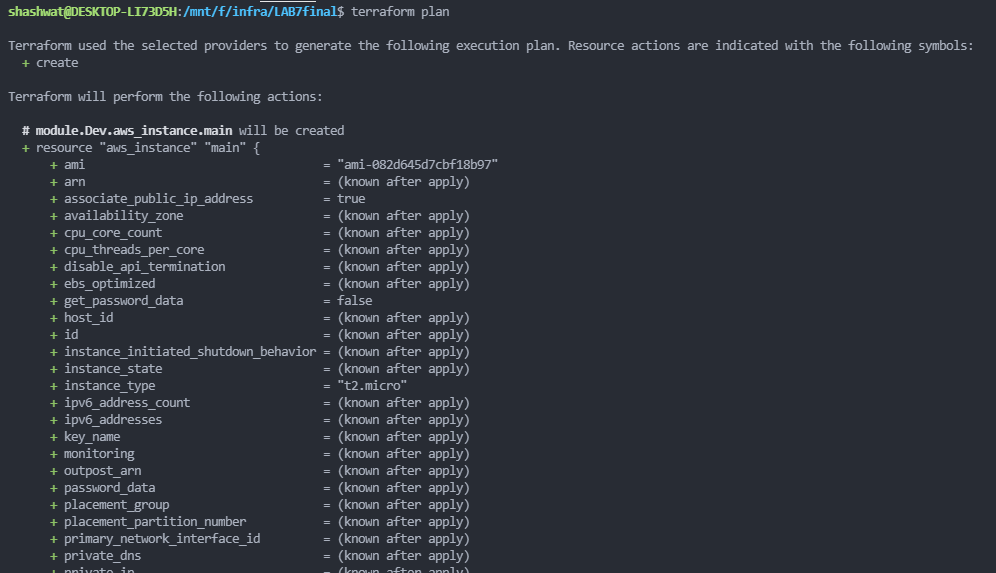 shashwat@DESKTOP-LI73D5H:/mnt/f/infra/LAB7final$ terraform plan
Terraform used the selected providers to generate the following execution plan. Resource actions are indicated with the following symbols:
+ create
Terraform will perform the following actions:
# module.Dev.aws_instance.main will be created
+ resource "aws_instance" "main" {
+ ami = "ami-082d645d7cbf18b97"
+ arn = (known after apply)
+ associate_public_ip_address = true
+ availability_zone = (known after apply)
+ cpu_core_count = (known after apply)
+ cpu_threads_per_core = (known after apply)
+ disable_api_termination = (known after apply)
+ ebs_optimized = (known after apply)
+ get_password_data = false
+ host_id = (known after apply)
+ id = (known after apply)
+ instance_initiated_shutdown_behavior = (known after apply)
+ instance_state = (known after apply)
+ instance_type = "t2.micro"
+ ipv6_address_count = (known after apply)
+ ipv6_addresses = (known after apply)
+ key_name = (known after apply)
+ monitoring = (known after apply)
+ outpost_arn = (known after apply)
+ password_data = (known after apply)
+ placement_group = (known after apply)
+ placement_partition_number = (known after apply)
+ primary_network_interface_id = (known after apply)
+ private_dns = (known after apply)
+ private_ip = (known after apply)